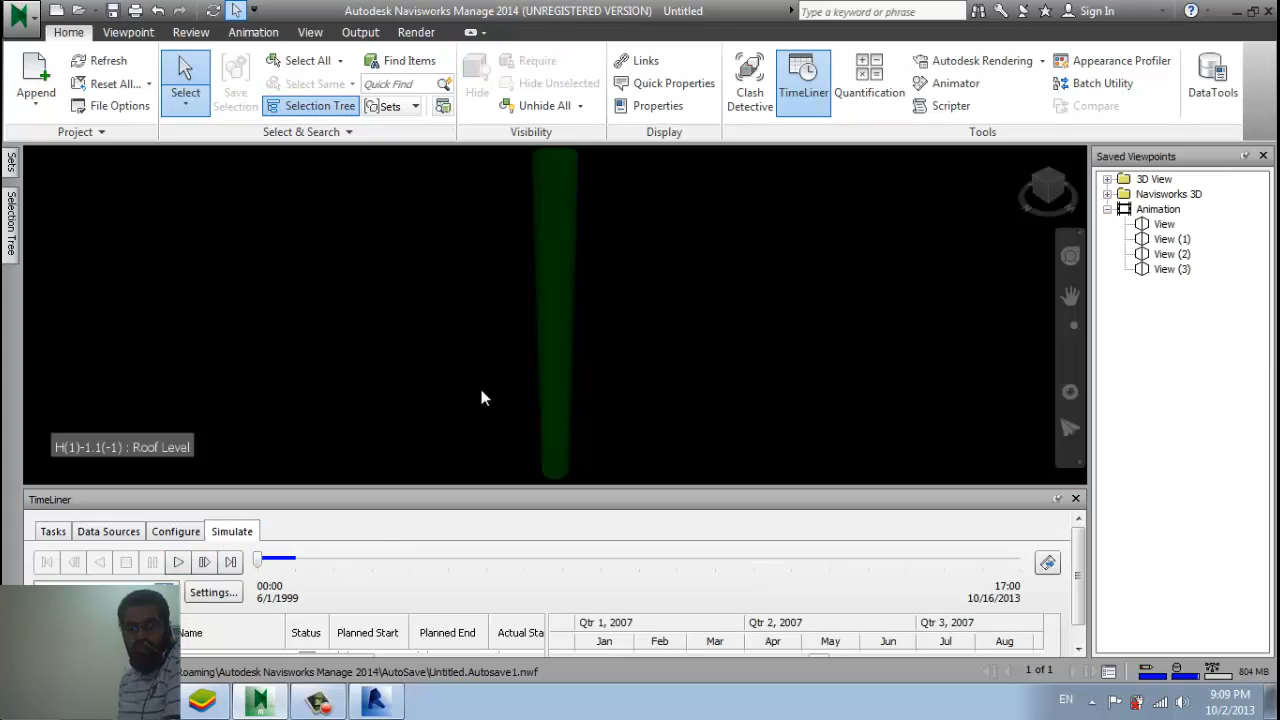 Autodesk Navisworks Manage 2014 (UNREGISTERED VERSION) Untitled
Type a keyword or phrase
Sign In
Home Viewpoint Review Animation View Output Render
Append
Refresh
Reset All...
File Options
Project
Select
Save Selection
Select All
Select Same
Selection Tree
Find Items
Quick Find
Sets
Select & Search
Hide
Require
Hide Unselected
Unhide All
Visibility
Links
Quick Properties
Properties
Display
Clash Detective
TimeLiner
Quantification
Autodesk Rendering
Animator
Scripter
Appearance Profiler
Batch Utility
Compare
DataTools
Tools
Sets
Selection Tree
H(1)-1.1(-1) : Roof Level
Saved Viewpoints
3D View
Navisworks 3D
Animation
View
View (1)
View (2)
View (3)
TimeLiner
Tasks Data Sources Configure Simulate
Settings...
00:00
6/1/1999
17:00
10/16/2013
Name Status Planned Start Planned End Actual Sta
Qtr 1, 2007 Qtr 2, 2007 Qtr 3, 2007
Jan Feb Mar Apr May Jun Jul Aug
oaming\Autodesk Navisworks Manage 2014\AutoSave\Untitled.Autosave1.nwf
1 of 1
804 MB
EN
9:09 PM
10/2/2013